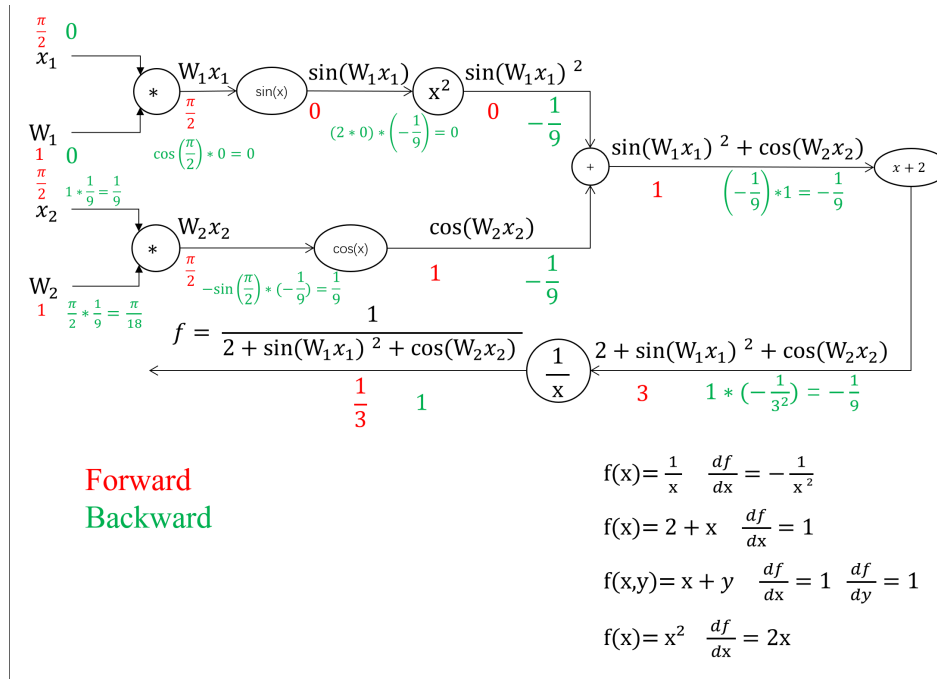 π/2 0
x₁
W₁
1 0
W₁x₁
π/2
cos(π/2) * 0 = 0
*
sin(x)
sin(W₁x₁)
0
(2 * 0) * (−1/9) = 0
x²
sin(W₁x₁) ²
0
−1/9
π/2 1 * 1/9 = 1/9
x₂
W₂
1 π/2 * 1/9 = π/18
*
W₂x₂
π/2
−sin(π/2) * (−1/9) = 1/9
cos(x)
cos(W₂x₂)
1
−1/9
+
sin(W₁x₁) ² + cos(W₂x₂)
1 (−1/9) * 1 = −1/9
x + 2
f = 1/(2 + sin(W₁x₁) ² + cos(W₂x₂))
1/3 1
1/x
2 + sin(W₁x₁) ² + cos(W₂x₂)
3 1 * (−1/3²) = −1/9
Forward
Backward
f(x)= 1/x df/dx = −1/x²
f(x)= 2 + x df/dx = 1
f(x,y)= x + y df/dx = 1 df/dy = 1
f(x)= x² df/dx = 2x